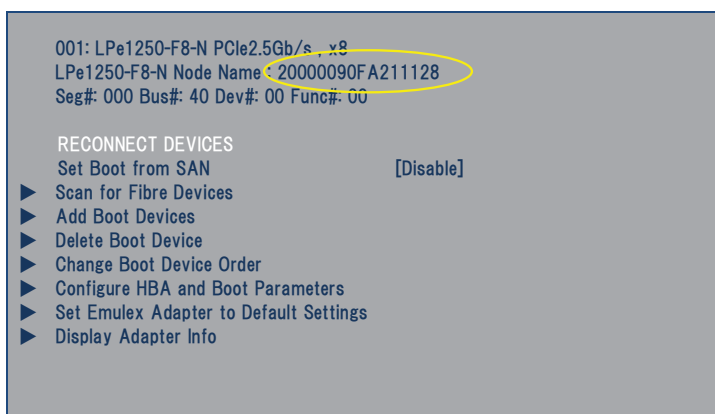 001: LPe1250-F8-N PCIe2.5Gb/s , x8
LPe1250-F8-N Node Name : 20000090FA211128
Seg#: 000 Bus#: 40 Dev#: 00 Func#: 00
RECONNECT DEVICES
Set Boot from SAN [Disable]
▶ Scan for Fibre Devices
▶ Add Boot Devices
▶ Delete Boot Device
▶ Change Boot Device Order
▶ Configure HBA and Boot Parameters
▶ Set Emulex Adapter to Default Settings
▶ Display Adapter Info